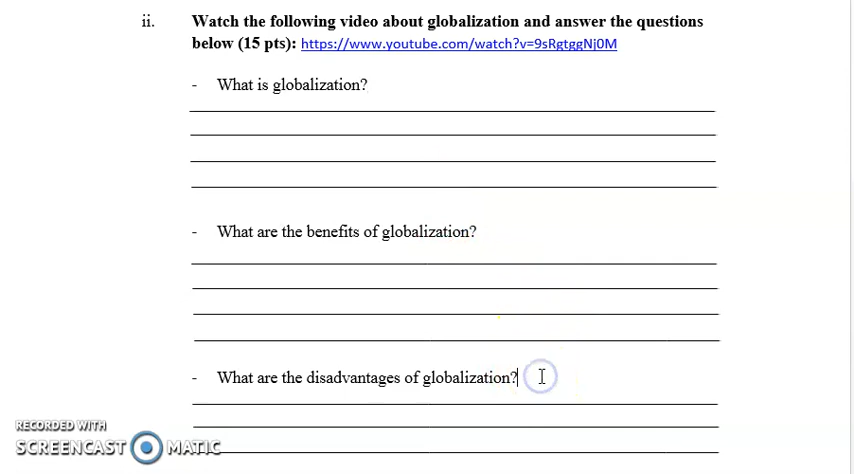 ii. Watch the following video about globalization and answer the questions
below (15 pts): https://www.youtube.com/watch?v=9sRgtggNj0M
- What is globalization?
- What are the benefits of globalization?
- What are the disadvantages of globalization?
RECORDED WITH
SCREENCAST MATIC